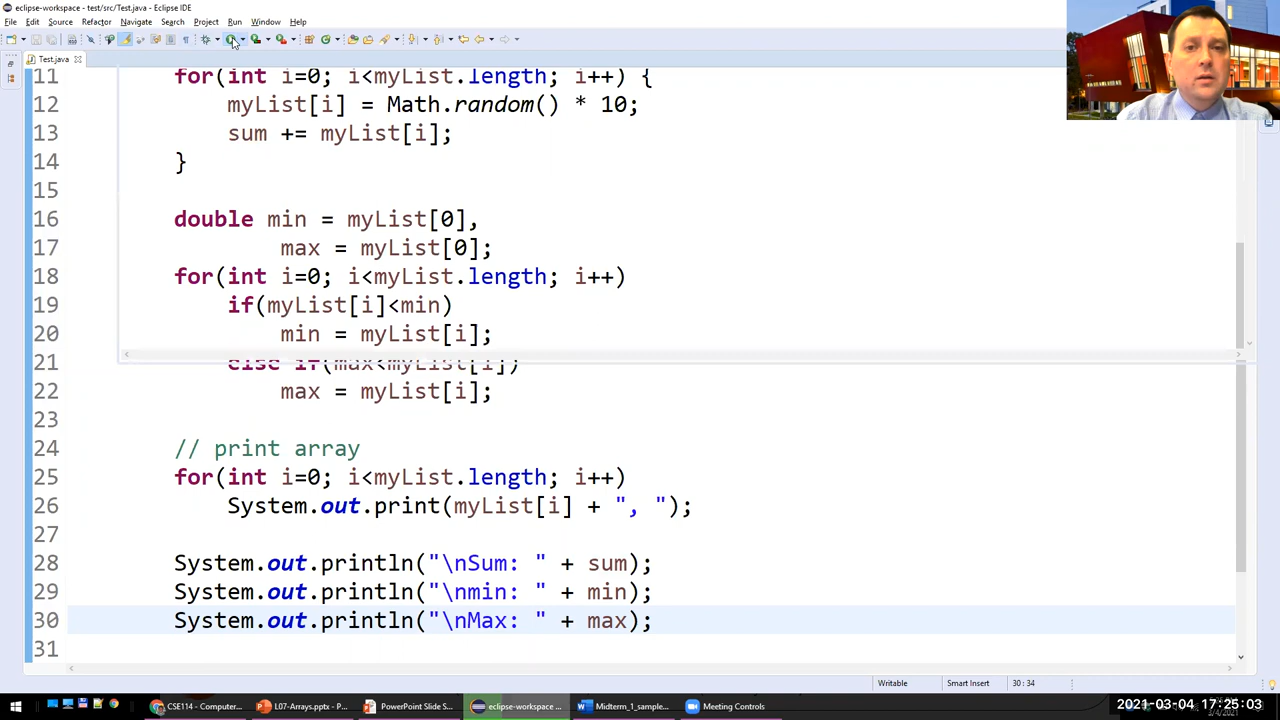 eclipse-workspace - test/src/Test.java - Eclipse IDE
File Edit Source Refactor Navigate Search Project Run Window Help
Test.java
11 for(int i=0; i<myList.length; i++) {
12 myList[i] = Math.random() * 10;
13 sum += myList[i];
14 }
15
16 double min = myList[0],
17 max = myList[0];
18 for(int i=0; i<myList.length; i++)
19 if(myList[i]<min)
20 min = myList[i];
21 else if(max<myList[i])
22 max = myList[i];
23
24 // print array
25 for(int i=0; i<myList.length; i++)
26 System.out.print(myList[i] + ", ");
27
28 System.out.println("\nSum: " + sum);
29 System.out.println("\nmin: " + min);
30 System.out.println("\nMax: " + max);
31
Writable Smart Insert 30 : 34
CSE114 - Computer... L07-Arrays.pptx - P... PowerPoint Slide S... eclipse-workspace ... Midterm_1_sample... Meeting Controls
2021-03-04 17:25:03